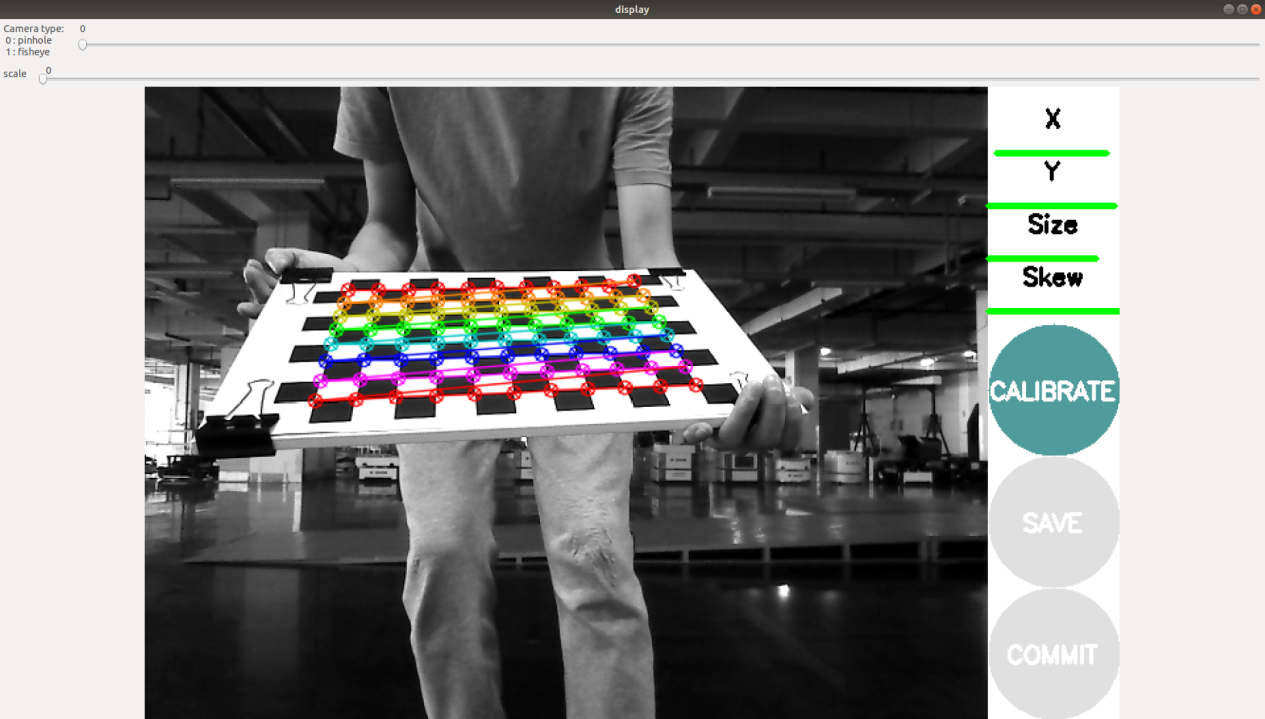 display
Camera type:
0 : pinhole
1 : fisheye
0
scale
0
X
Y
Size
Skew
CALIBRATE
SAVE
COMMIT